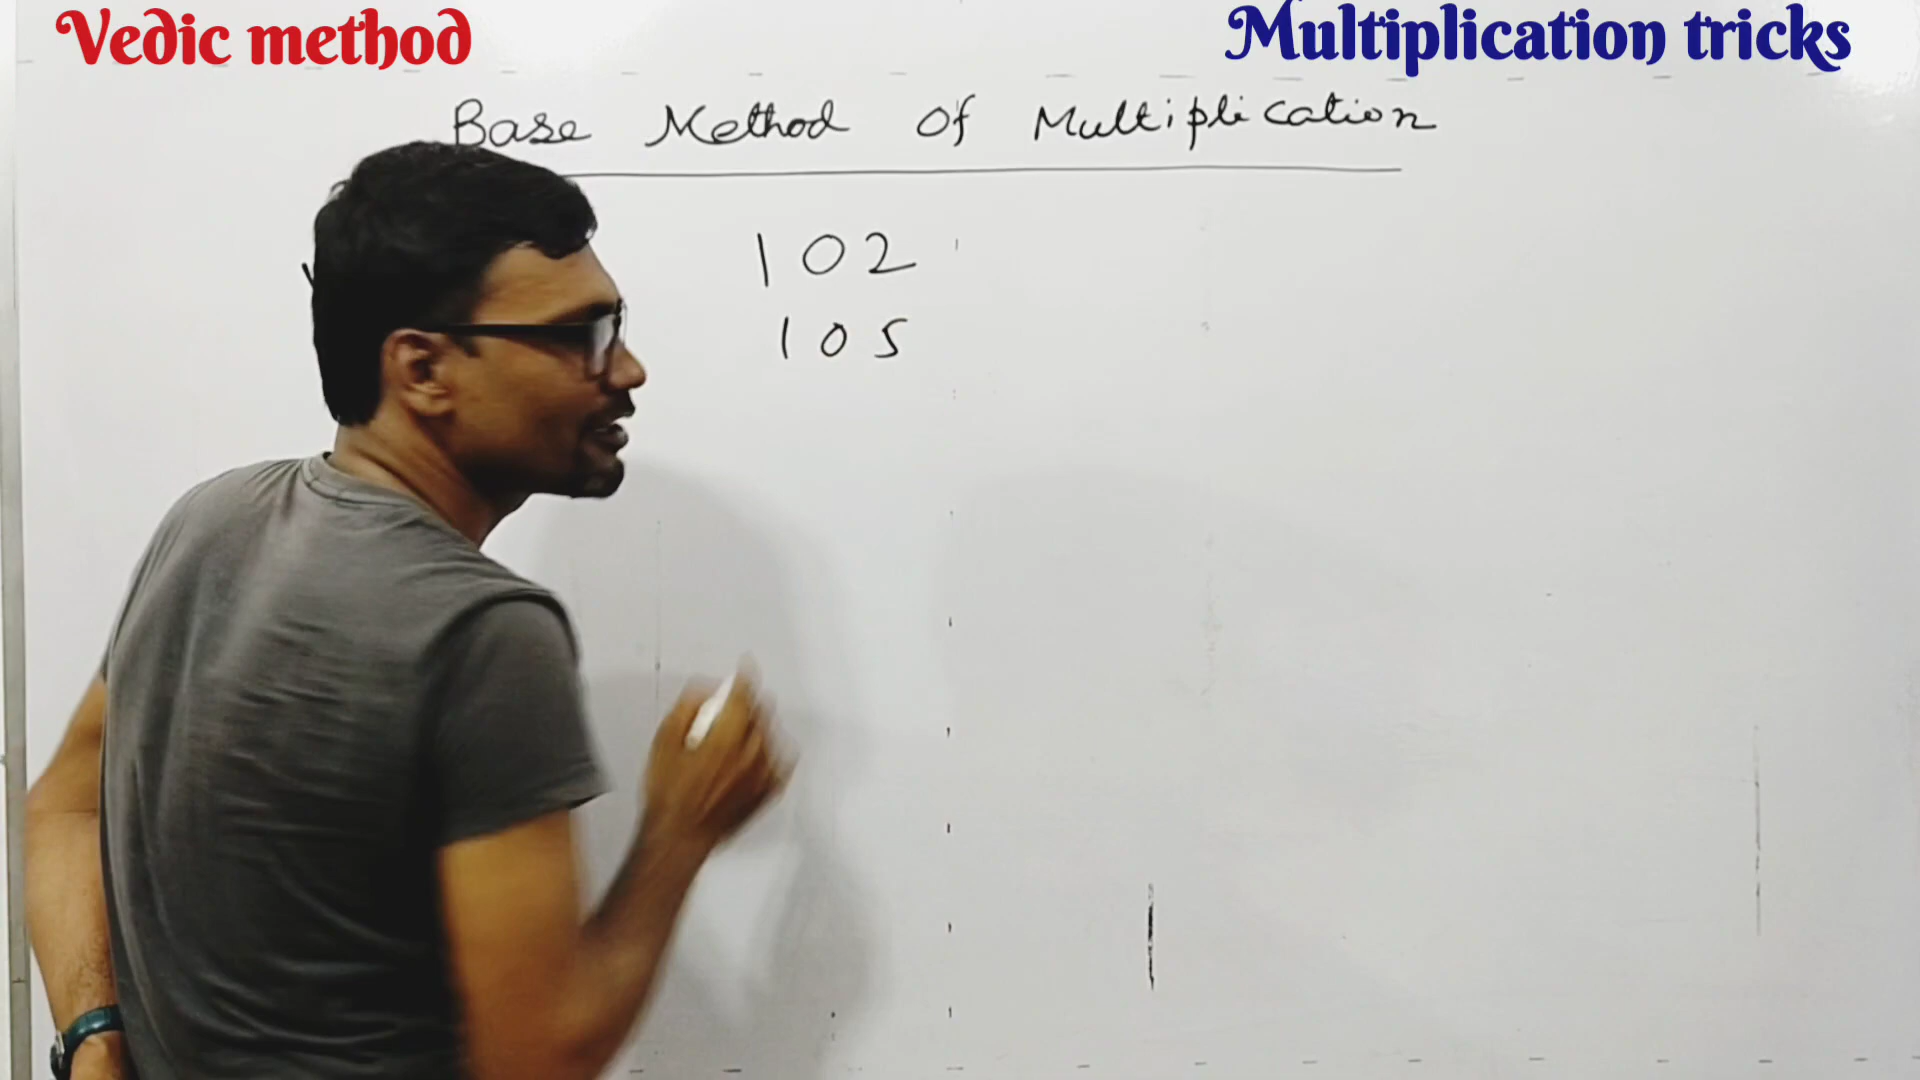 Vedic method
Multiplication tricks
Base Method Of Multiplication
102
105